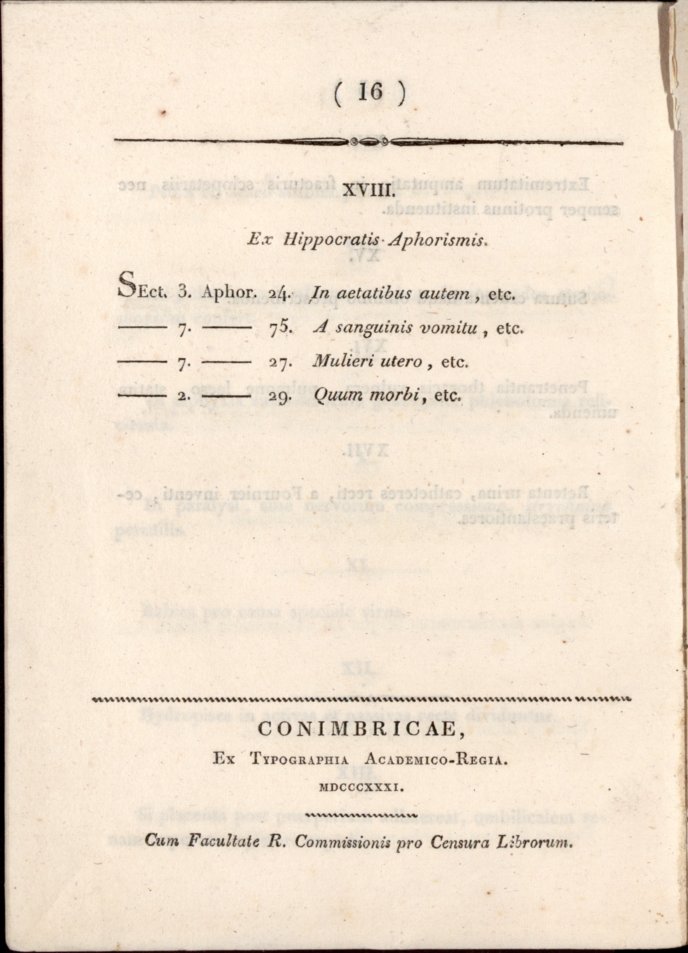 ( 16 )
XVIII.
Ex Hippocratis Aphorismis.
SEct. 3. Aphor. 24. In aetatibus autem, etc.
—— 7. —— 75. A sanguinis vomitu, etc.
—— 7. —— 27. Mulieri utero, etc.
—— 2. —— 29. Quum morbi, etc.
CONIMBRICAE,
Ex Typographia Academico-Regia.
MDCCCXXXI.
Cum Facultate R. Commissionis pro Censura Librorum.